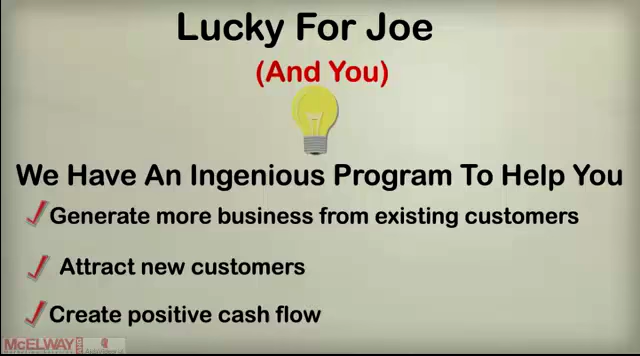 Lucky For Joe
(And You)
We Have An Ingenious Program To Help You
Generate more business from existing customers
Attract new customers
Create positive cash flow
McELWAY